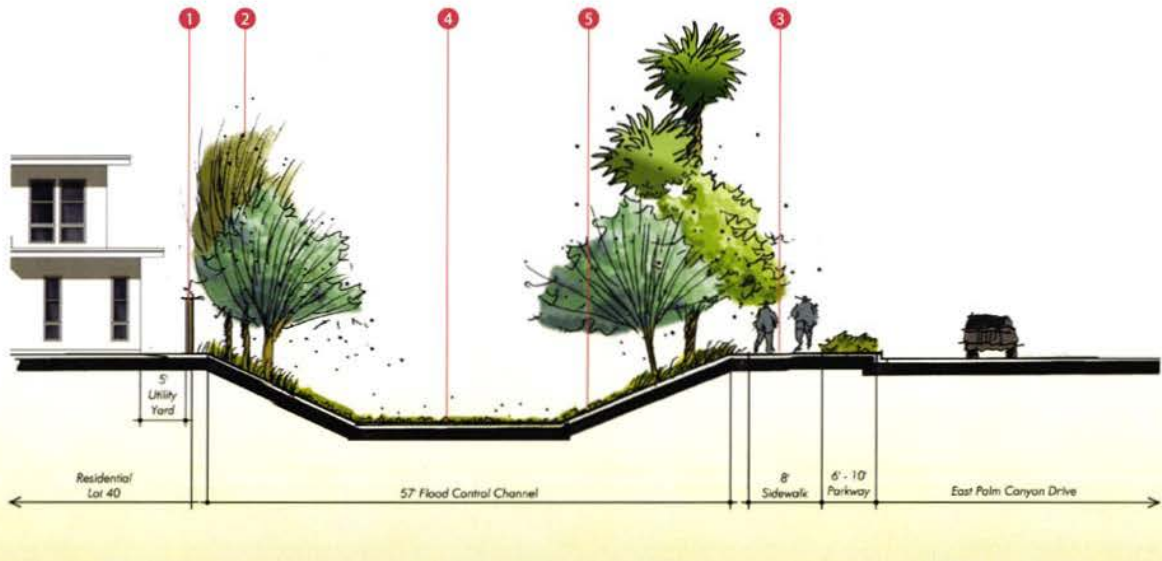 1 2 4 5 3
5'
Utility
Yard
Residential
Lot 40
57' Flood Control Channel
8'
Sidewalk
6' - 10'
Parkway
East Palm Canyon Drive